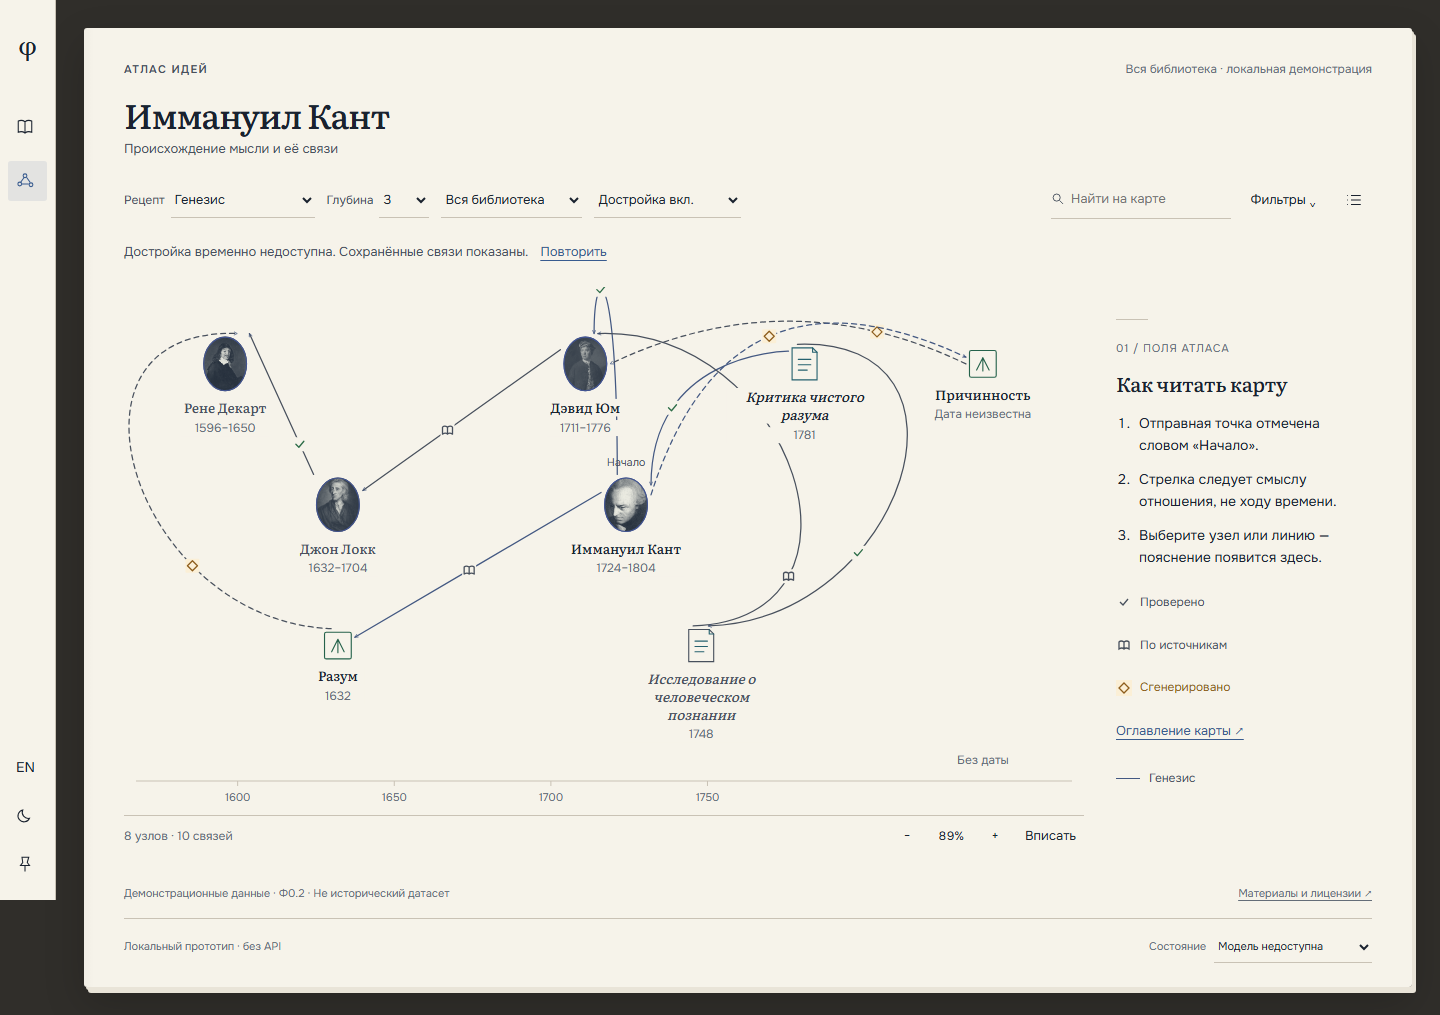 φ
АТЛАС ИДЕЙ
Вся библиотека · локальная демонстрация
Иммануил Кант
Происхождение мысли и её связи
Рецепт Генезис Глубина 3 Вся библиотека Достройка вкл. Найти на карте Фильтры
Достройка временно недоступна. Сохранённые связи показаны. Повторить
Рене Декарт
1596–1650
Дэвид Юм
1711–1776
Критика чистого
разума
1781
Причинность
Дата неизвестна
Начало
Джон Локк
1632–1704
Иммануил Кант
1724–1804
Разум
1632
Исследование о
человеческом
познании
1748
Без даты
1600 1650 1700 1750
8 узлов · 10 связей
− 89% + Вписать
01 / ПОЛЯ АТЛАСА
Как читать карту
1. Отправная точка отмечена
словом «Начало».
2. Стрелка следует смыслу
отношения, не ходу времени.
3. Выберите узел или линию —
пояснение появится здесь.
Проверено
По источникам
Сгенерировано
Оглавление карты ↗
Генезис
EN
Демонстрационные данные · Ф0.2 · Не исторический датасет
Материалы и лицензии ↗
Локальный прототип · без API
Состояние Модель недоступна